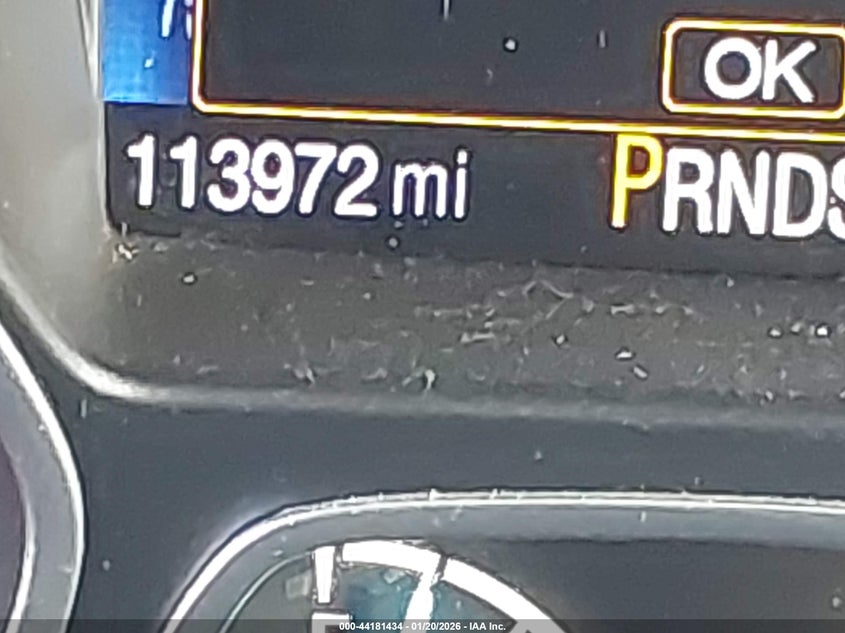 OK
113972 mi PRNDS
000-44181434 - 01/20/2026 - IAA Inc.